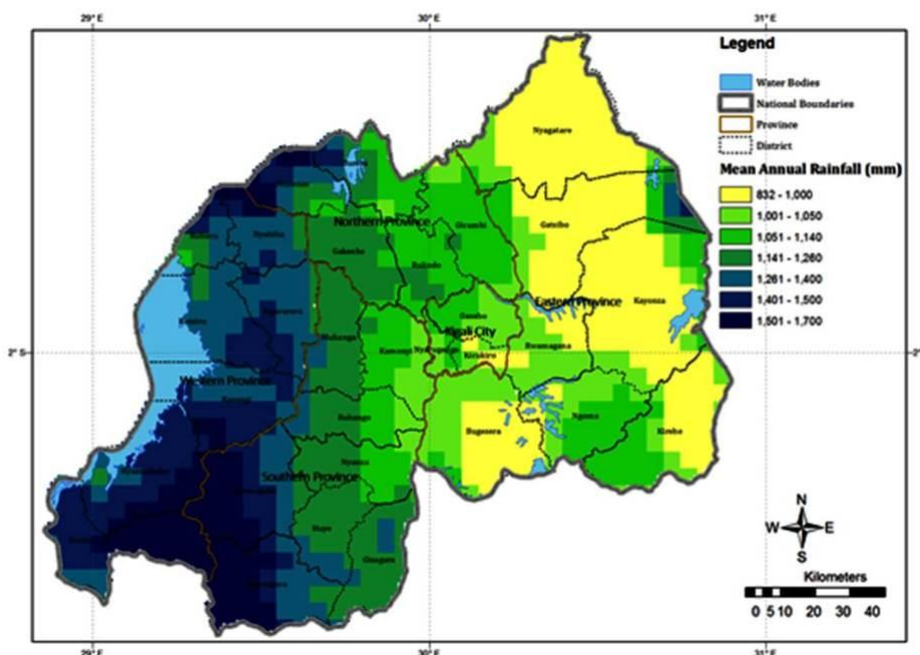 29°E 30°E 31°E
Legend
Water Bodies
National Boundaries
Province
District
Mean Annual Rainfall (mm)
832 - 1,000
1,001 - 1,050
1,051 - 1,140
1,141 - 1,260
1,261 - 1,400
1,401 - 1,500
1,501 - 1,700
Nyagatare
Northern Province
Gicumbi
Gatsibo
Gakenke
Rulindo
Eastern Province
Kayonza
Gasabo
Kigali City
Rwamagana
Muhanga
Kamonyi
Kicukiro
2°S
Western Province
Ruhango
Bugesera
Ngoma
Kirehe
Nyanza
Southern Province
Huye
Gisagara
N
W E
S
Kilometers
0 5 10 20 30 40
29°E 30°E 31°E